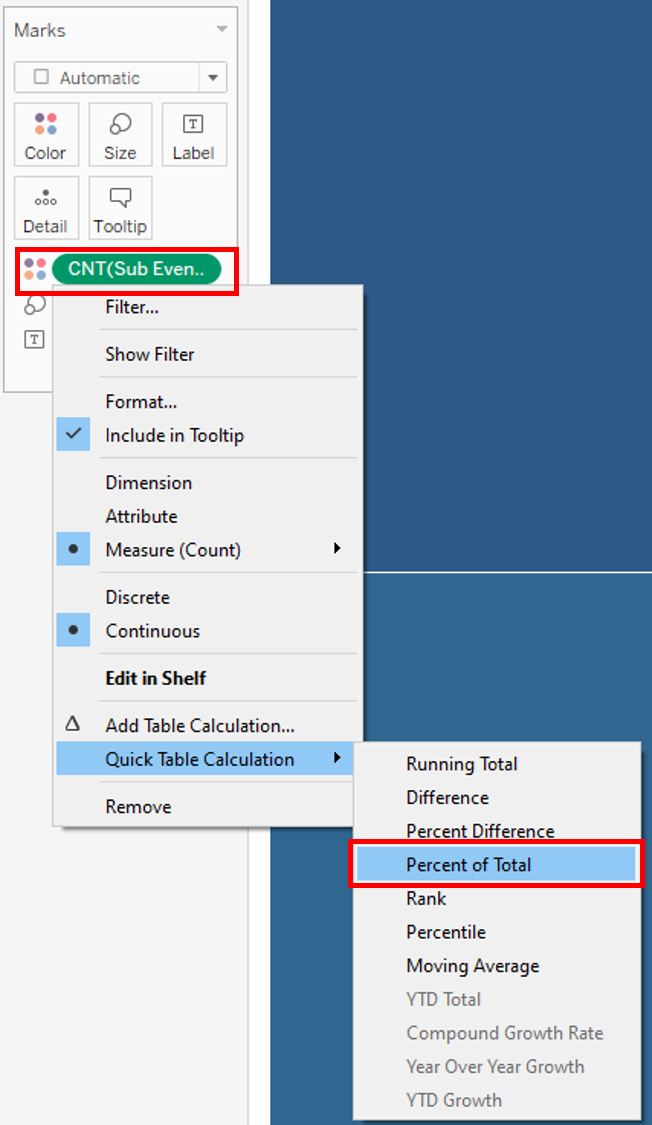 Marks
Automatic
Color
Size
T
Label
Detail
Tooltip
CNT(Sub Even..
T
Filter...
Show Filter
Format...
Include in Tooltip
Dimension
Attribute
Measure (Count)
Discrete
Continuous
Edit in Shelf
Add Table Calculation...
Quick Table Calculation
Remove
Running Total
Difference
Percent Difference
Percent of Total
Rank
Percentile
Moving Average
YTD Total
Compound Growth Rate
Year Over Year Growth
YTD Growth